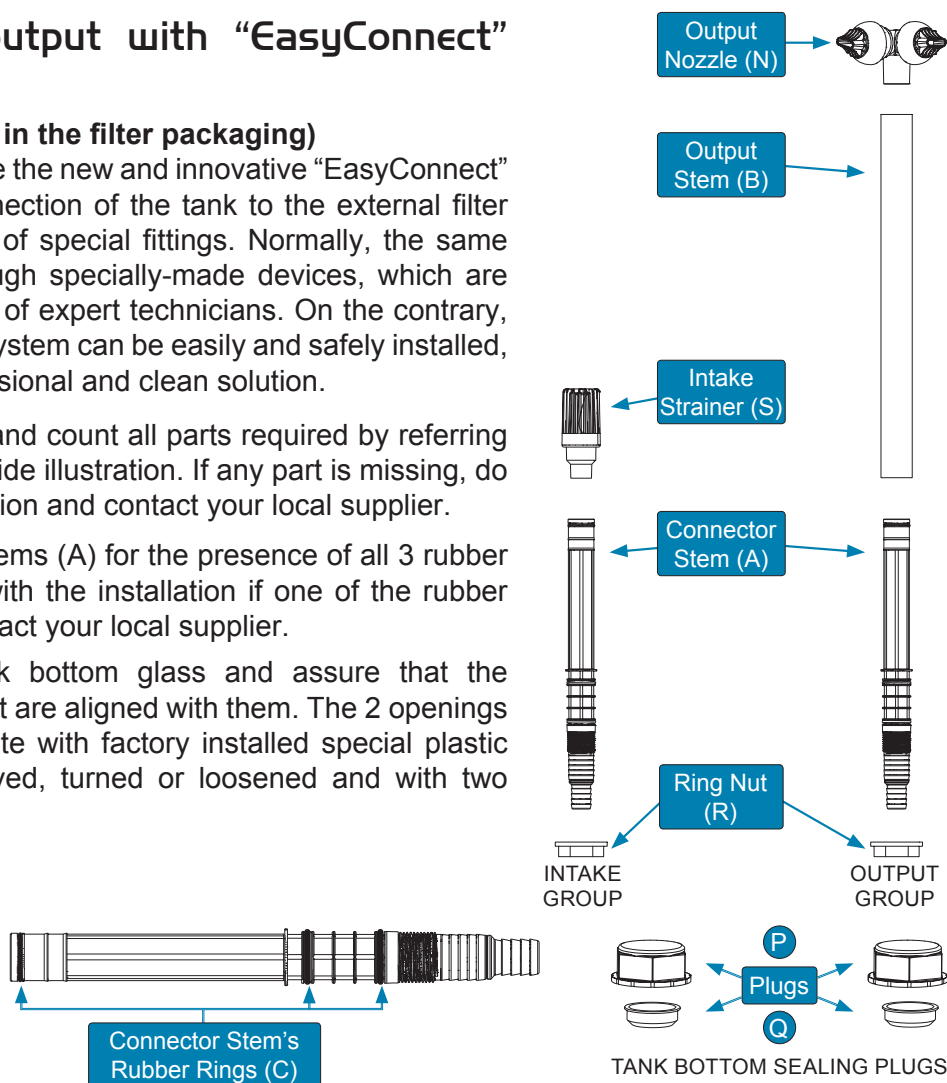 output with “EasyConnect”
in the filter packaging)
e the new and innovative “EasyConnect”
nection of the tank to the external filter
of special fittings. Normally, the same
ugh specially-made devices, which are
of expert technicians. On the contrary,
ystem can be easily and safely installed,
sional and clean solution.
and count all parts required by referring
ide illustration. If any part is missing, do
ion and contact your local supplier.
ems (A) for the presence of all 3 rubber
with the installation if one of the rubber
act your local supplier.
k bottom glass and assure that the
t are aligned with them. The 2 openings
te with factory installed special plastic
yed, turned or loosened and with two
Output
Nozzle (N)
Output
Stem (B)
Intake
Strainer (S)
Connector
Stem (A)
Ring Nut
(R)
INTAKE
GROUP
OUTPUT
GROUP
Connector Stem’s
Rubber Rings (C)
P
Plugs
Q
TANK BOTTOM SEALING PLUGS